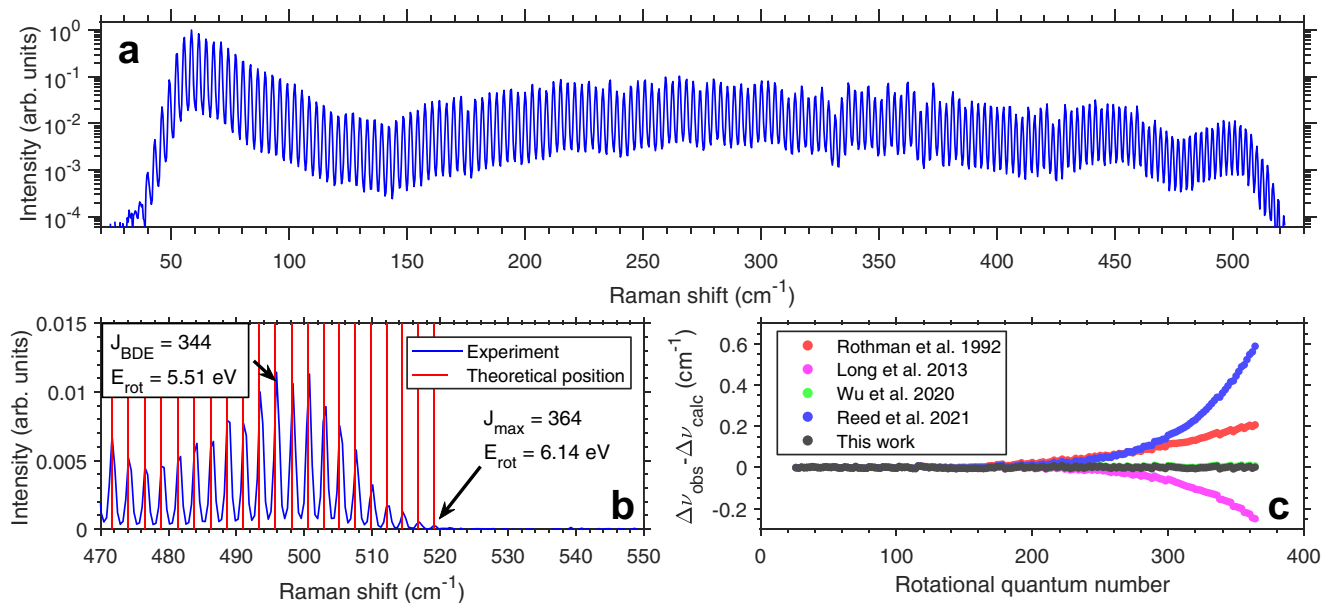 a
Intensity (arb. units)
10^0
10^-1
10^-2
10^-3
10^-4
50 100 150 200 250 300 350 400 450 500
Raman shift (cm^-1)
b
Intensity (arb. units)
0.015
0.01
0.005
0
J_BDE = 344
E_rot = 5.51 eV
Experiment
Theoretical position
J_max = 364
E_rot = 6.14 eV
470 480 490 500 510 520 530 540 550
Raman shift (cm^-1)
c
Δν_obs-Δν_calc (cm^-1)
0.6
0.4
0.2
0
-0.2
Rothman et al. 1992
Long et al. 2013
Wu et al. 2020
Reed et al. 2021
This work
0 100 200 300 400
Rotational quantum number